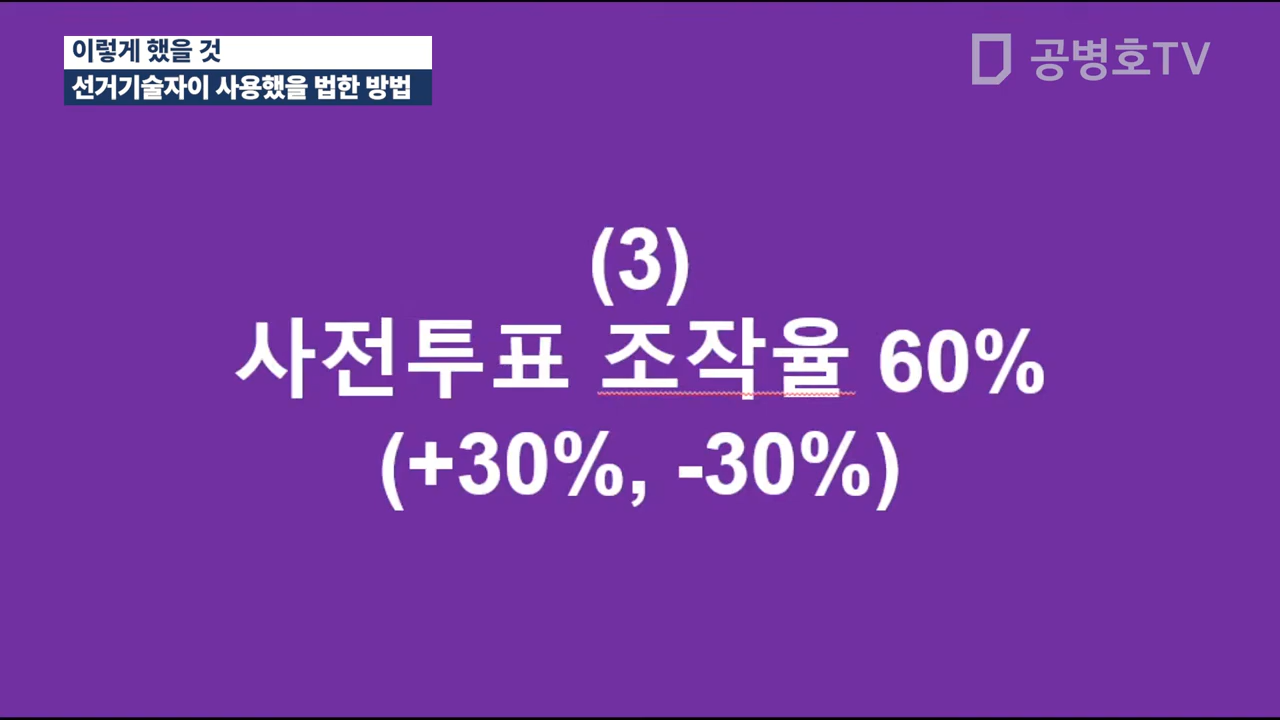 이렇게 했을 것
선거기술자이 사용했을 법한 방법
공병호TV
(3)
사전투표 조작율 60%
(+30%, -30%)